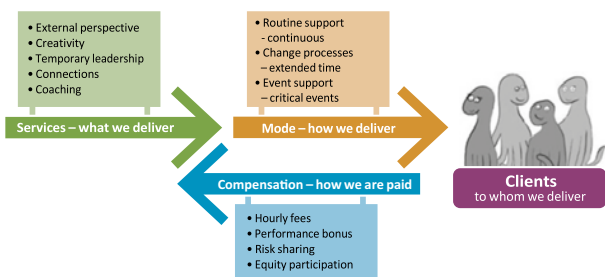 • External perspective
• Creativity
• Temporary leadership
• Connections
• Coaching
Services – what we deliver
• Routine support
- continuous
• Change processes
– extended time
• Event support
– critical events
Mode – how we deliver
Clients
to whom we deliver
Compensation – how we are paid
• Hourly fees
• Performance bonus
• Risk sharing
• Equity participation